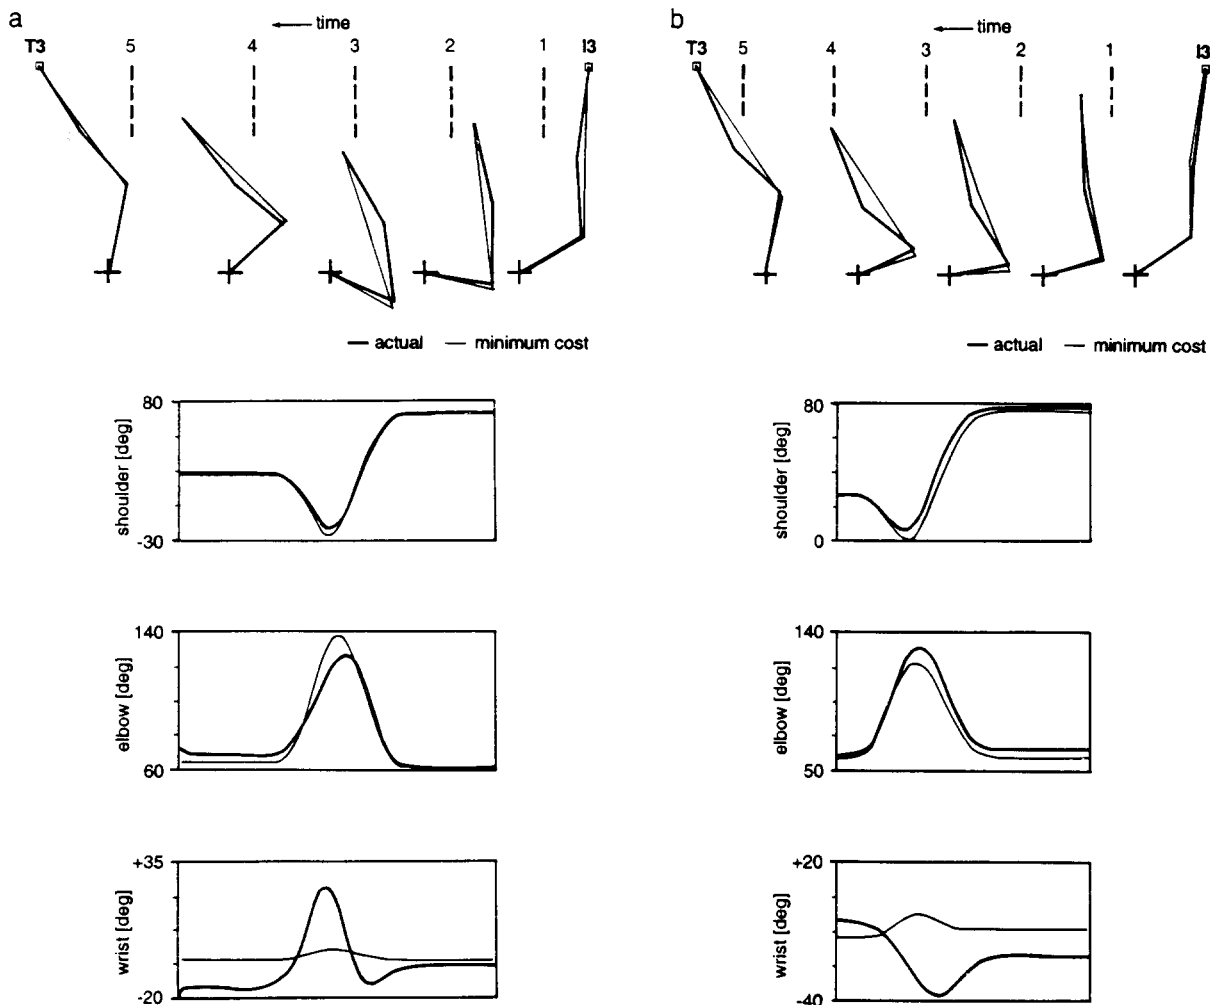 a
time
T3 5 4 3 2 1 I3
actual minimum cost
80
shoulder [deg]
-30
140
elbow [deg]
60
+35
wrist [deg]
-20
b
time
T3 5 4 3 2 1 I3
actual minimum cost
80
shoulder [deg]
0
140
elbow [deg]
50
+20
wrist [deg]
-40